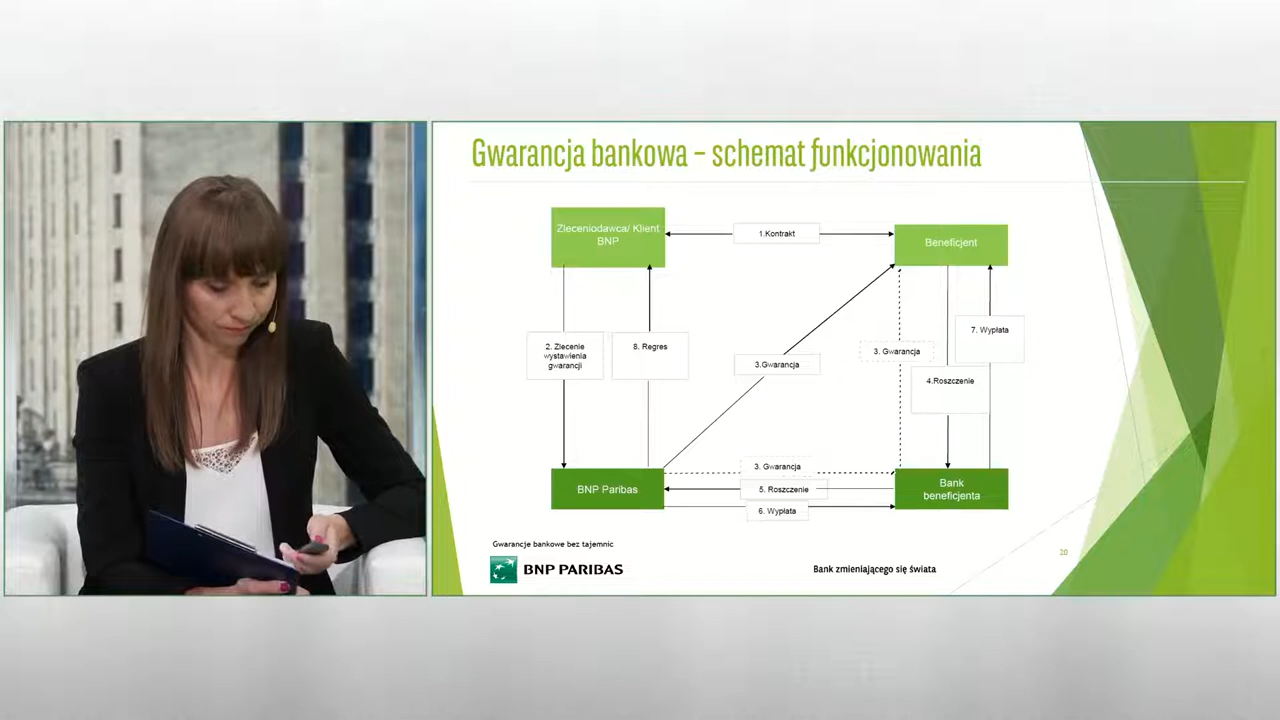 Gwarancja bankowa – schemat funkcjonowania
Zleceniodawca/ Klient
BNP
1.Kontrakt
Beneficjent
2. Zlecenie
wystawienia
gwarancji
8. Regres
3.Gwarancja
3. Gwarancja
7. Wypłata
4.Roszczenie
BNP Paribas
3. Gwarancja
5. Roszczenie
6. Wypłata
Bank
beneficjenta
Gwarancje bankowe bez tajemnic
BNP PARIBAS
Bank zmieniającego się świata
20